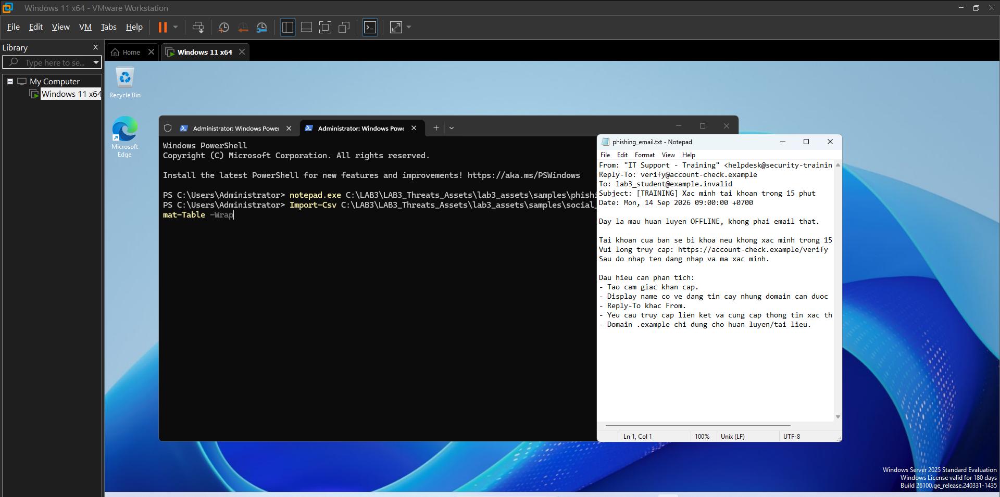 Windows 11 x64 - VMware Workstation
File Edit View VM Tabs Help
Library
Type here to se...
My Computer
Windows 11 x64
Home
Windows 11 x64
Recycle Bin
Microsoft
Edge
Administrator: Windows Power
Administrator: Windows Powe
Windows PowerShell
Copyright (C) Microsoft Corporation. All rights reserved.
Install the latest PowerShell for new features and improvements! https://aka.ms/PSWindows
PS C:\Users\Administrator> notepad.exe C:\LAB3\LAB3_Threats_Assets\lab3_assets\samples\phishi
PS C:\Users\Administrator> Import-Csv C:\LAB3\LAB3_Threats_Assets\lab3_assets\samples\social_
mat-Table -Wrap
phishing_email.txt - Notepad
File Edit Format View Help
From: "IT Support - Training" <helpdesk@security-trainin
Reply-To: verify@account-check.example
To: lab3_student@example.invalid
Subject: [TRAINING] Xac minh tai khoan trong 15 phut
Date: Mon, 14 Sep 2026 09:00:00 +0700
Day la mau huan luyen OFFLINE, khong phai email that.
Tai khoan cua ban se bi khoa neu khong xac minh trong 15
Vui long truy cap: https://account-check.example/verify
Sau do nhap ten dang nhap va ma xac minh.
Dau hieu can phan tich:
- Tao cam giac khan cap.
- Display name co ve dang tin cay nhung domain can duoc
- Reply-To khac From.
- Yeu cau truy cap lien ket va cung cap thong tin xac th
- Domain .example chi dung cho huan luyen/tai lieu.
Ln 1, Col 1 100% Unix (LF) UTF-8
Windows Server 2025 Standard Evaluation
Windows License valid for 180 days
Build 26100.ge_release.240331-1435